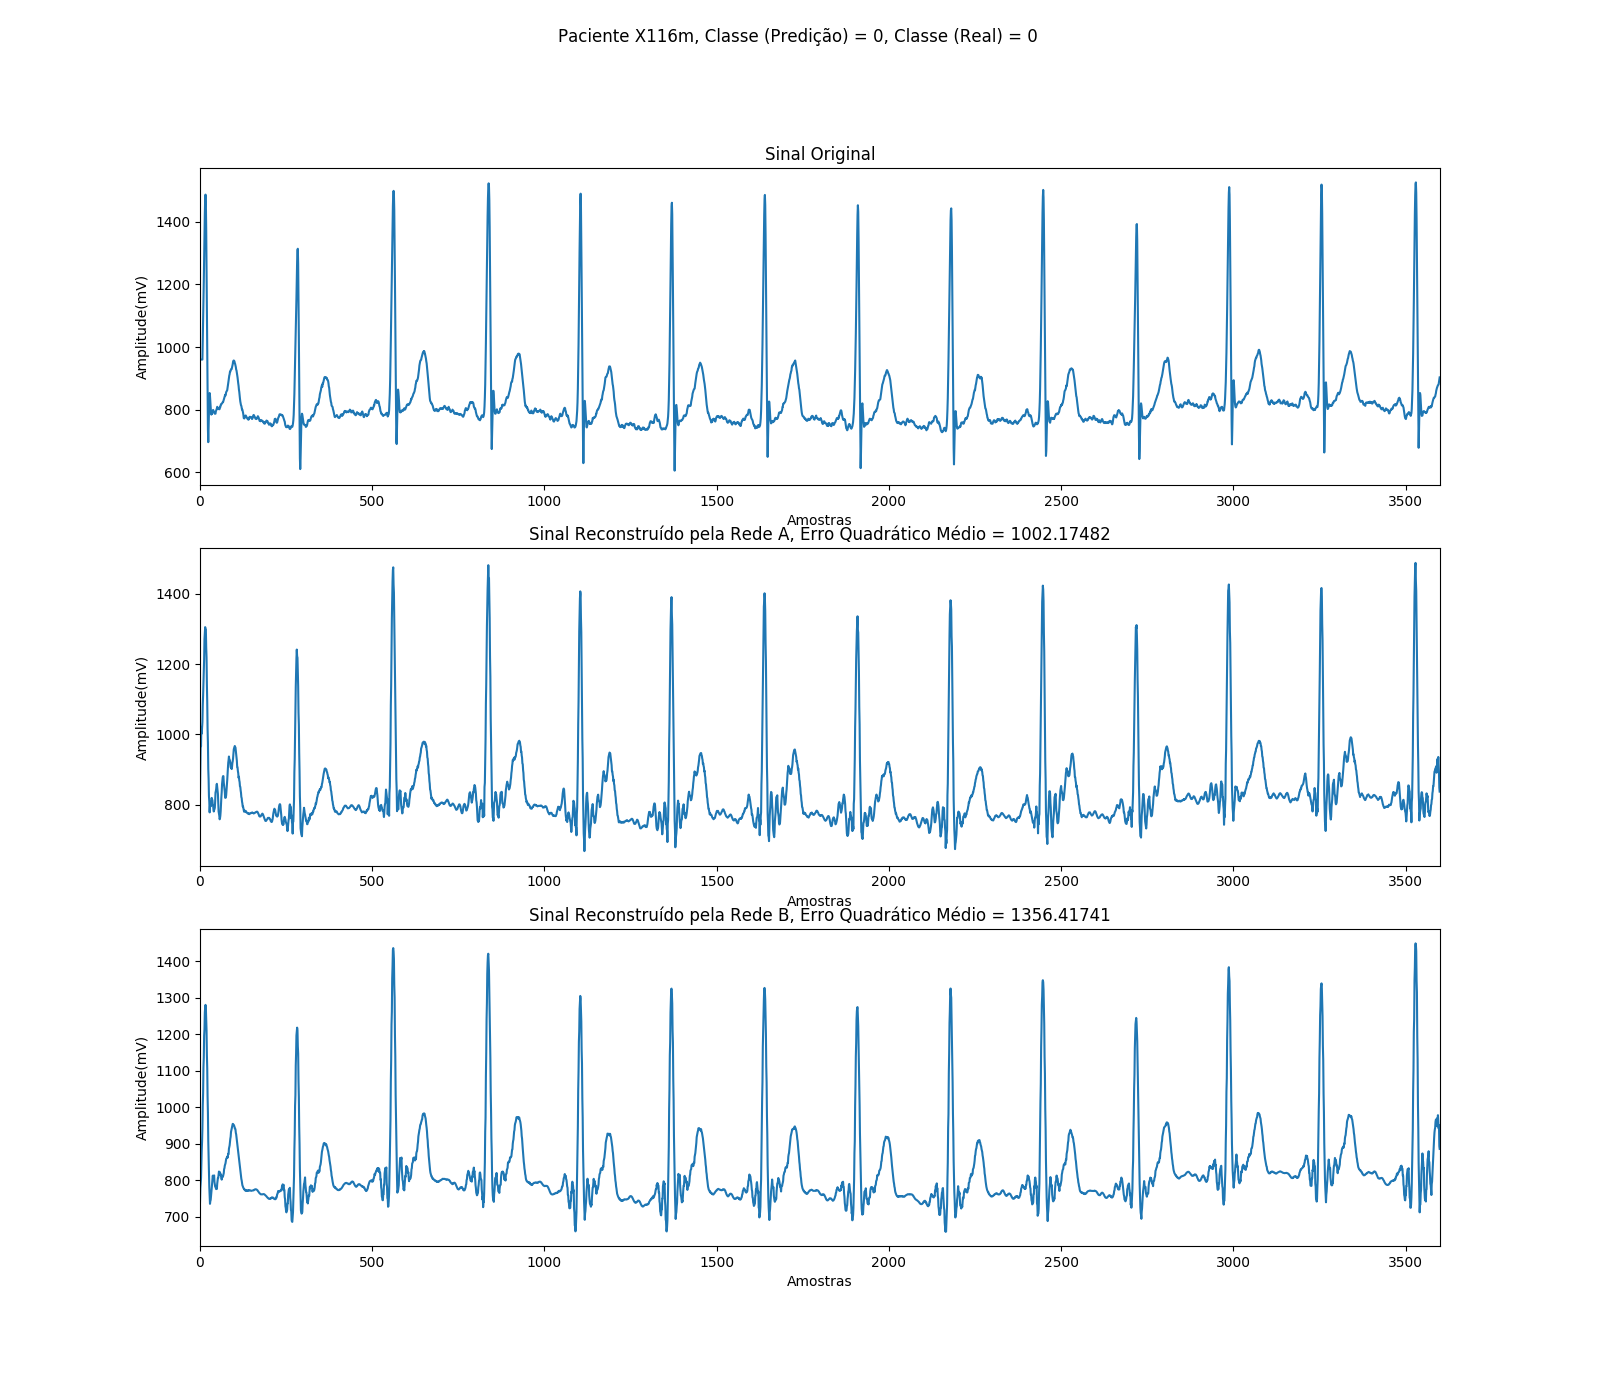 Paciente X116m, Classe (Predição) = 0, Classe (Real) = 0
Sinal Original
Amplitude(mV)
1400
1200
1000
800
600
0 500 1000 1500 2000 2500 3000 3500
Amostras
Sinal Reconstruído pela Rede A, Erro Quadrático Médio = 1002.17482
Amplitude(mV)
1400
1200
1000
800
0 500 1000 1500 2000 2500 3000 3500
Amostras
Sinal Reconstruído pela Rede B, Erro Quadrático Médio = 1356.41741
Amplitude(mV)
1400
1300
1200
1100
1000
900
800
700
0 500 1000 1500 2000 2500 3000 3500
Amostras